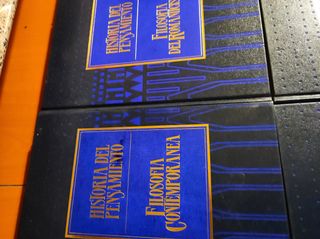 HISTORIA DEL
PENSAMIENTO
FILOSOFIA
DEL ROMANTICISMO
HISTORIA DEL
PENSAMIENTO
FILOSOFIA
CONTEMPORANEA